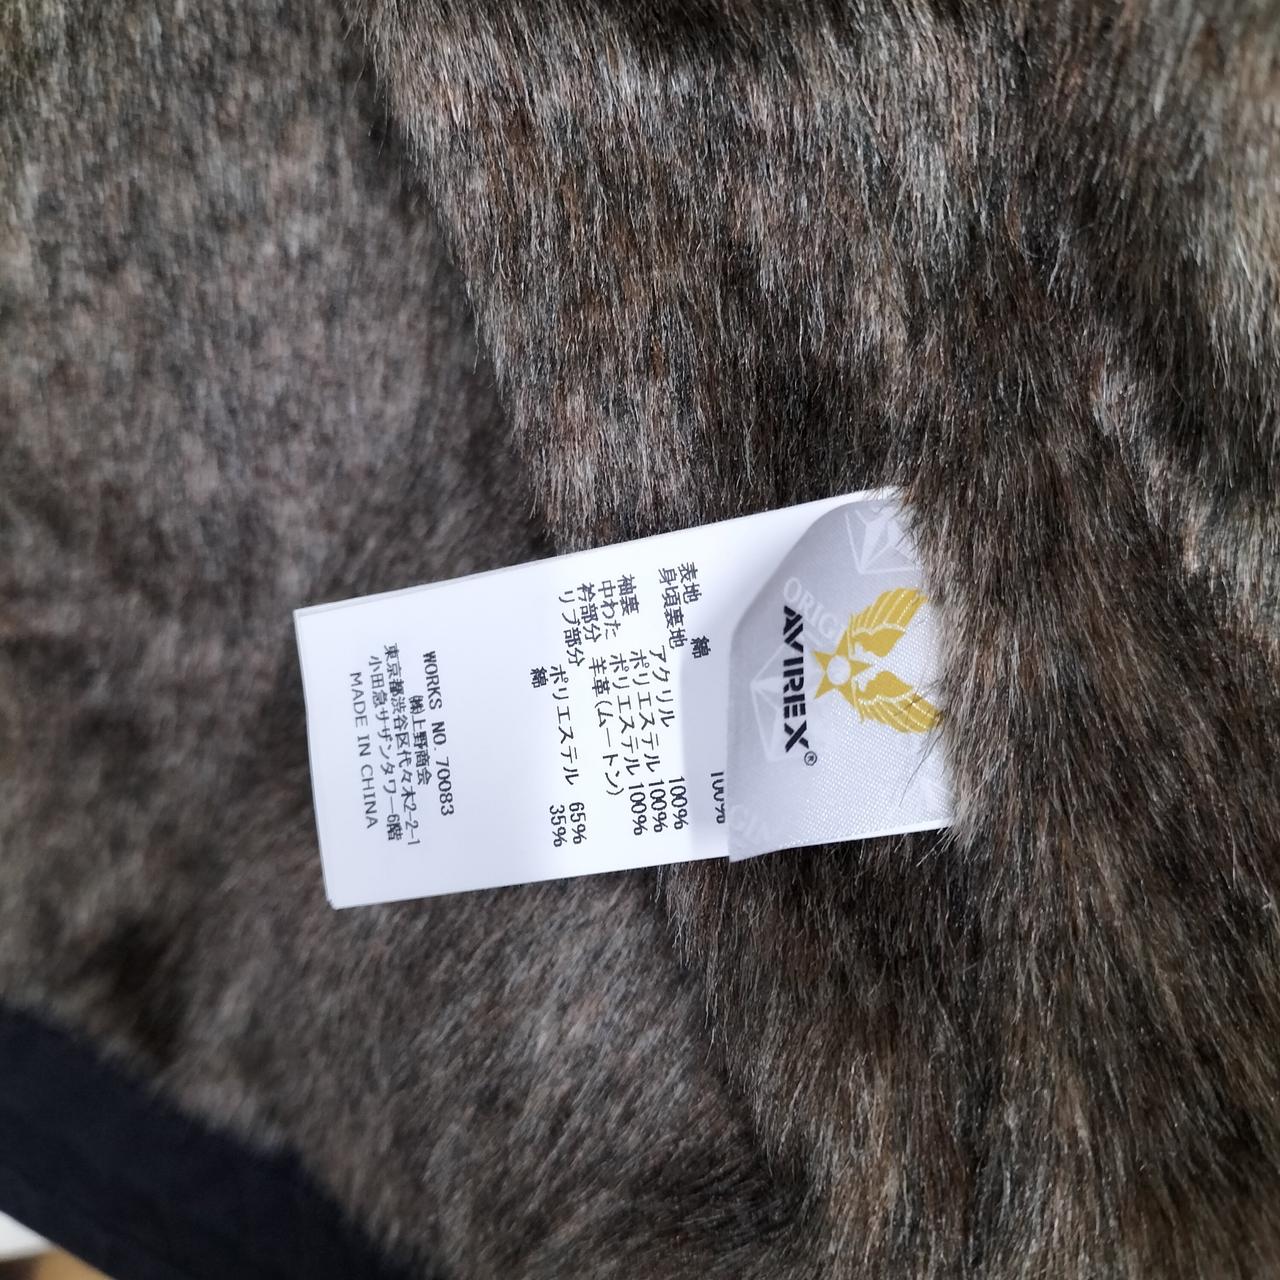 ORIGI
AVIREX®
GIN
表地
綿 100%
身頃裏地
アクリル 100%
袖裏 ポリエステル 100%
中わた ポリエステル 100%
衿部分 羊革(ムートン)
リブ部分
ポリエステル 65%
綿 35%
WORKS NO. 70083
㈱上野商会
東京都渋谷区代々木2-2-1
小田急サザンタワー6階
MADE IN CHINA